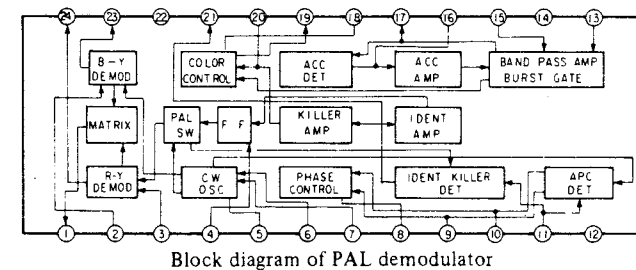 24 23 22 21 20 19 18 17 16 15 14 13
B-Y DEMOD
COLOR CONTROL
ACC DET
ACC AMP
BAND PASS AMP BURST GATE
MATRIX
PAL SW
F F
KILLER AMP
IDENT AMP
R-Y DEMOD
CW OSC
PHASE CONTROL
IDENT KILLER DET
APC DET
1 2 3 4 5 6 7 8 9 10 11 12
Block diagram of PAL demodulator